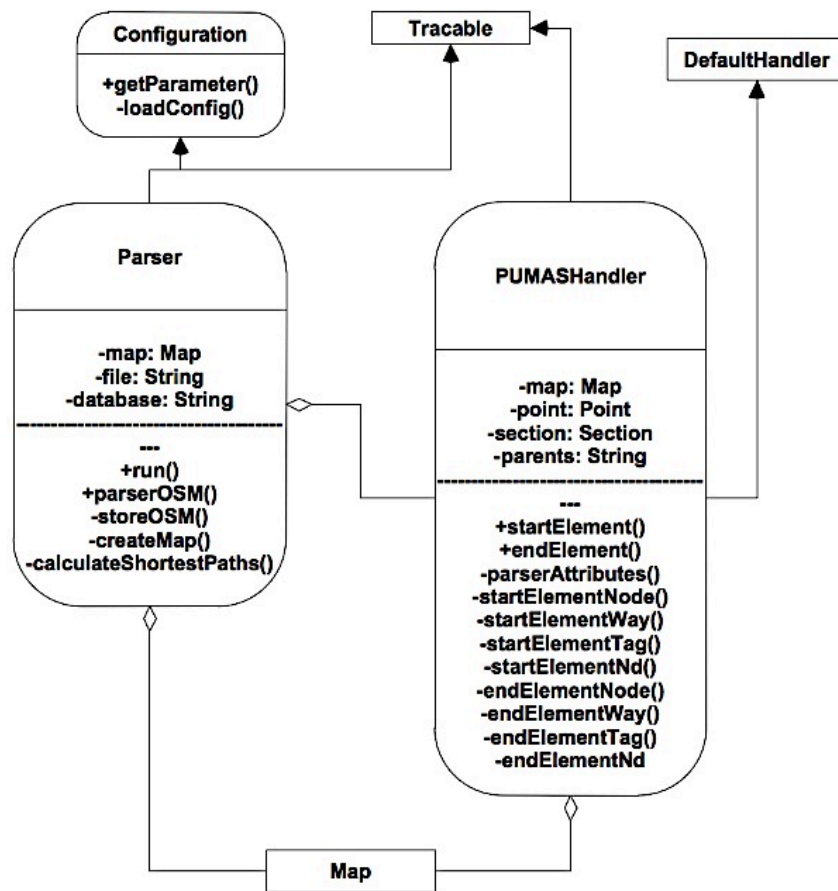 Configuration
+getParameter()
-loadConfig()
Tracable
DefaultHandler
Parser
-map: Map
-file: String
-database: String
---
+run()
+parserOSM()
-storeOSM()
-createMap()
-calculateShortestPaths()
PUMASHandler
-map: Map
-point: Point
-section: Section
-parents: String
---
+startElement()
+endElement()
-parserAttributes()
-startElementNode()
-startElementWay()
-startElementTag()
-startElementNd()
-endElementNode()
-endElementWay()
-endElementTag()
-endElementNd
Map